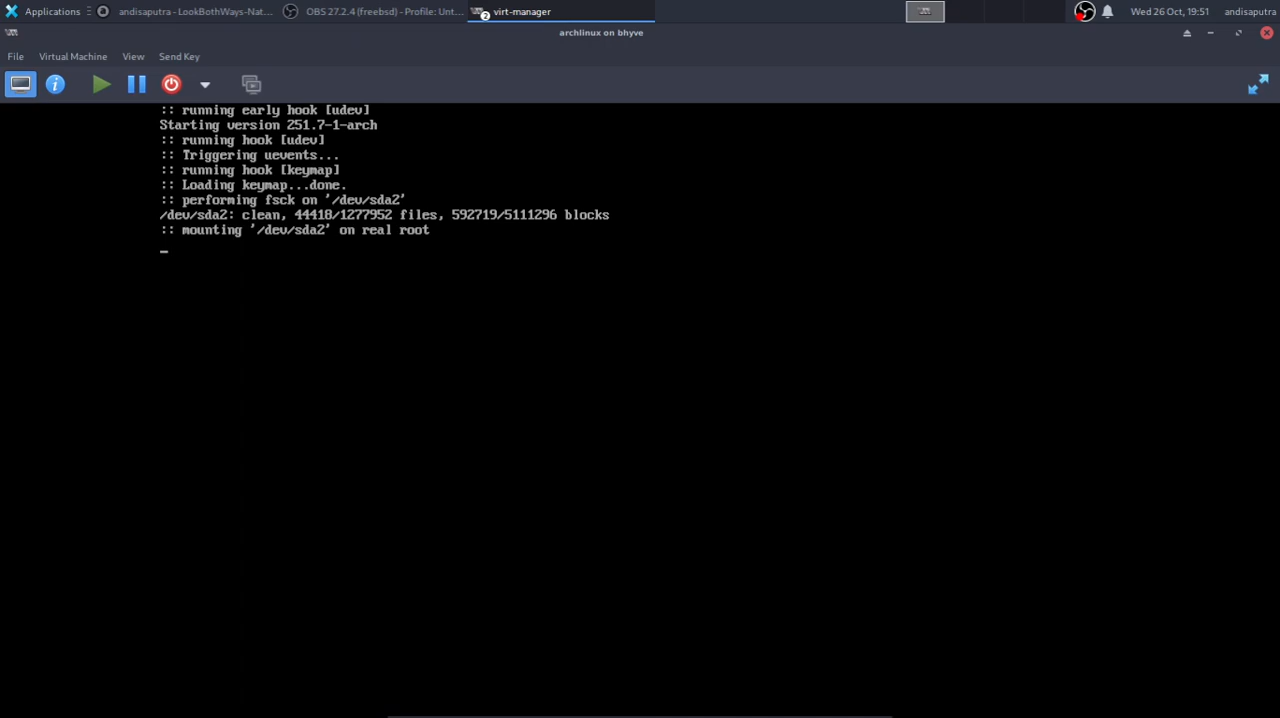 Applications
andisaputra - LookBothWays-Nat...
OBS 27.2.4 (freebsd) - Profile: Unt...
2
virt-manager
Wed 26 Oct, 19:51
andisaputra
archlinux on bhyve
File
Virtual Machine
View
Send Key
:: running early hook [udev]
Starting version 251.7-1-arch
:: running hook [udev]
:: Triggering uevents...
:: running hook [keymap]
:: Loading keymap...done.
:: performing fsck on '/dev/sda2'
/dev/sda2: clean, 44418/1277952 files, 592719/5111296 blocks
:: mounting '/dev/sda2' on real root
_